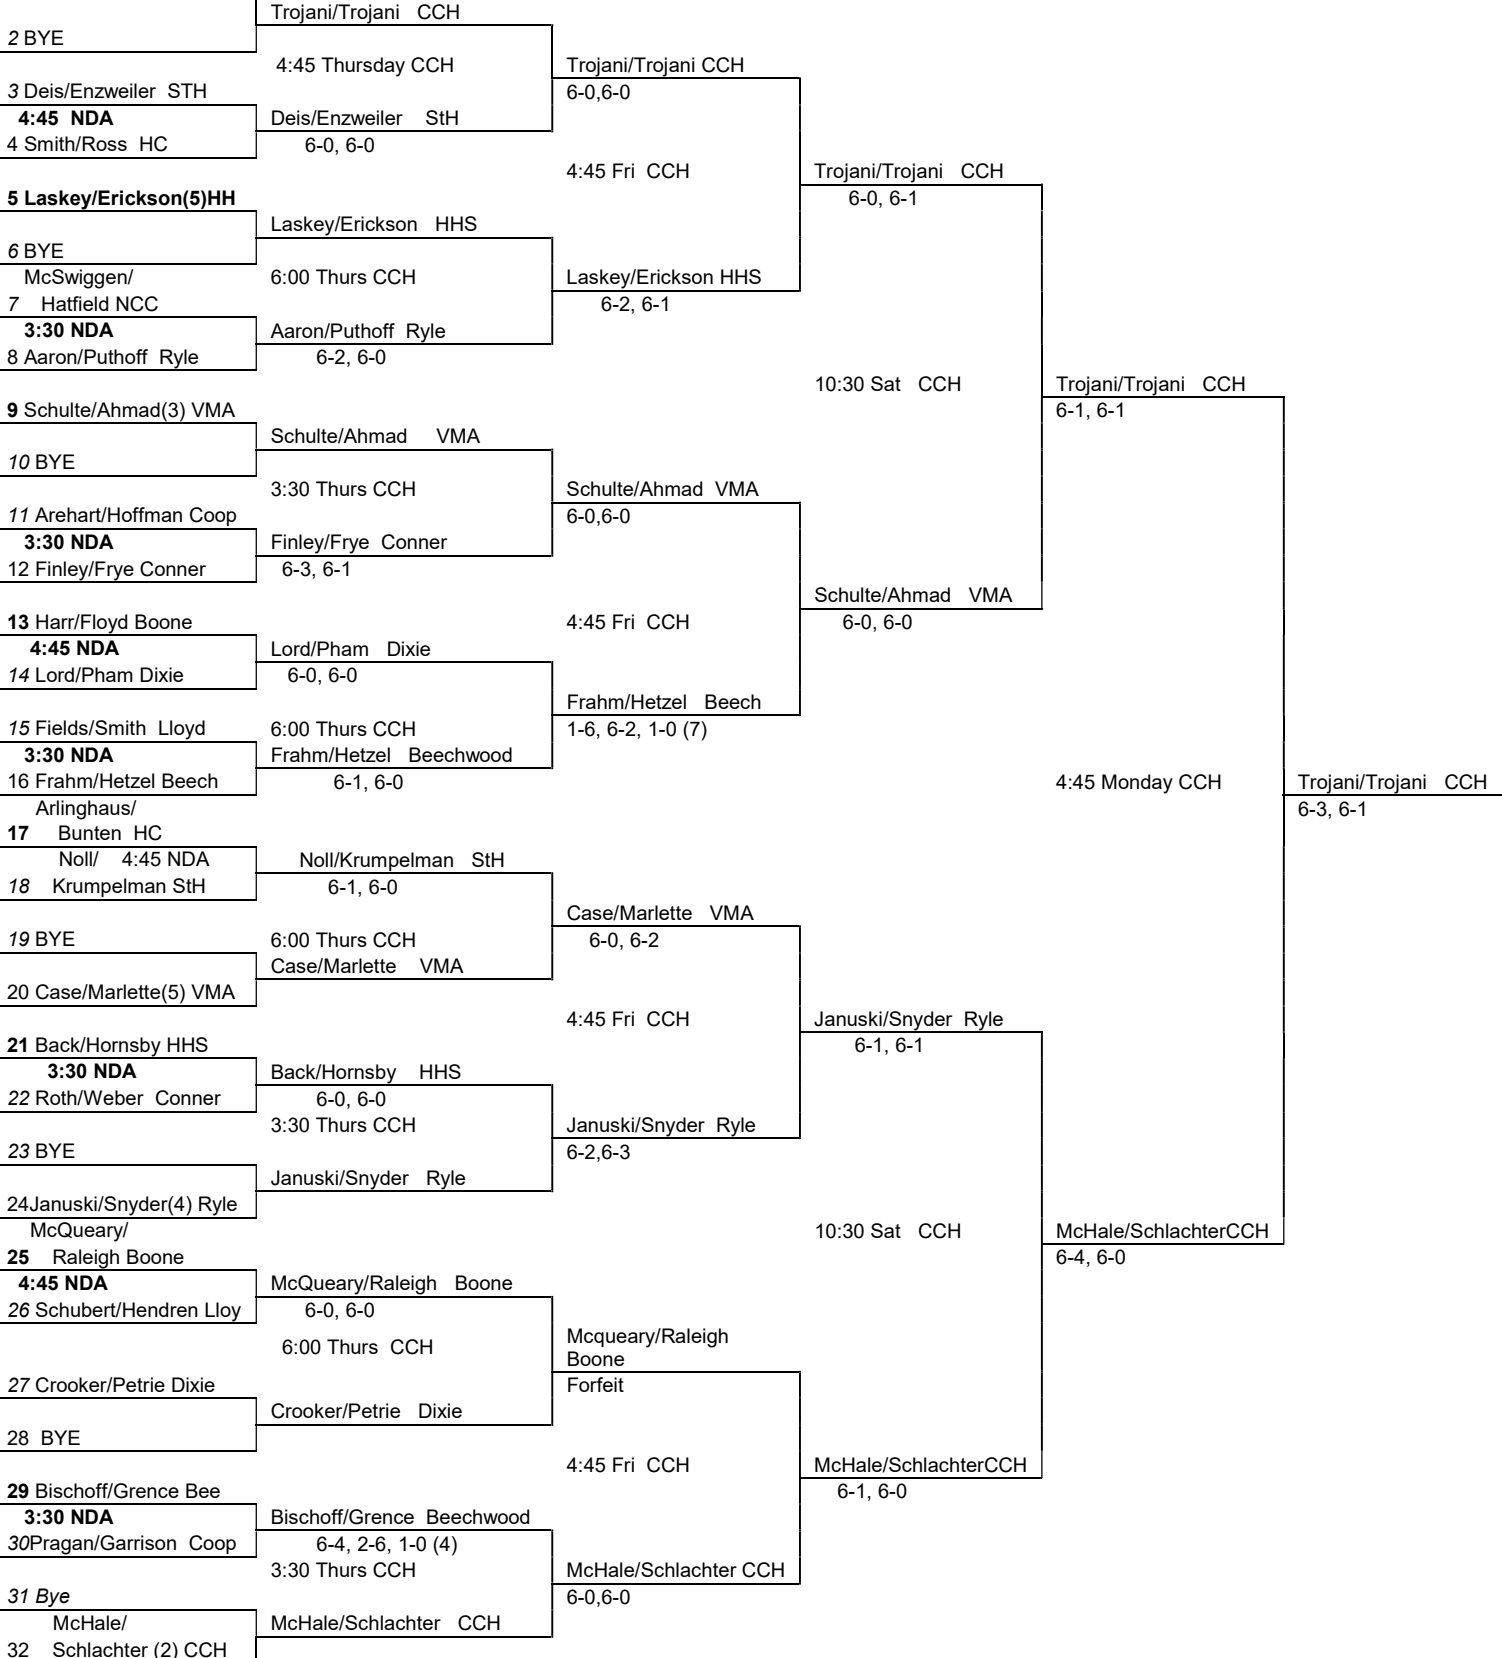 Trojani/Trojani CCH
2 BYE
4:45 Thursday CCH
Trojani/Trojani CCH
3 Deis/Enzweiler STH
6-0,6-0
4:45 NDA
Deis/Enzweiler StH
4 Smith/Ross HC
6-0, 6-0
4:45 Fri CCH
Trojani/Trojani CCH
5 Laskey/Erickson(5)HH
6-0, 6-1
Laskey/Erickson HHS
6 BYE
McSwiggen/
6:00 Thurs CCH
Laskey/Erickson HHS
7 Hatfield NCC
6-2, 6-1
3:30 NDA
Aaron/Puthoff Ryle
8 Aaron/Puthoff Ryle
6-2, 6-0
10:30 Sat CCH
Trojani/Trojani CCH
9 Schulte/Ahmad(3) VMA
6-1, 6-1
Schulte/Ahmad VMA
10 BYE
3:30 Thurs CCH
Schulte/Ahmad VMA
11 Arehart/Hoffman Coop
6-0,6-0
3:30 NDA
Finley/Frye Conner
12 Finley/Frye Conner
6-3, 6-1
Schulte/Ahmad VMA
13 Harr/Floyd Boone
4:45 Fri CCH
6-0, 6-0
4:45 NDA
Lord/Pham Dixie
14 Lord/Pham Dixie
6-0, 6-0
Frahm/Hetzel Beech
15 Fields/Smith Lloyd
6:00 Thurs CCH
1-6, 6-2, 1-0 (7)
3:30 NDA
Frahm/Hetzel Beechwood
16 Frahm/Hetzel Beech
6-1, 6-0
4:45 Monday CCH
Trojani/Trojani CCH
Arlinghaus/
6-3, 6-1
17 Bunten HC
Noll/ 4:45 NDA
Noll/Krumpelman StH
18 Krumpelman StH
6-1, 6-0
Case/Marlette VMA
19 BYE
6:00 Thurs CCH
6-0, 6-2
Case/Marlette VMA
20 Case/Marlette(5) VMA
4:45 Fri CCH
Januski/Snyder Ryle
21 Back/Hornsby HHS
6-1, 6-1
3:30 NDA
Back/Hornsby HHS
22 Roth/Weber Conner
6-0, 6-0
3:30 Thurs CCH
Januski/Snyder Ryle
23 BYE
6-2,6-3
Januski/Snyder Ryle
24Januski/Snyder(4) Ryle
McQueary/
10:30 Sat CCH
McHale/SchlachterCCH
25 Raleigh Boone
6-4, 6-0
4:45 NDA
McQueary/Raleigh Boone
26 Schubert/Hendren Lloy
6-0, 6-0
6:00 Thurs CCH
Mcqueary/Raleigh
Boone
27 Crooker/Petrie Dixie
Forfeit
Crooker/Petrie Dixie
28 BYE
4:45 Fri CCH
McHale/SchlachterCCH
29 Bischoff/Grence Bee
6-1, 6-0
3:30 NDA
Bischoff/Grence Beechwood
30Pragan/Garrison Coop
6-4, 2-6, 1-0 (4)
3:30 Thurs CCH
McHale/Schlachter CCH
31 Bye
6-0,6-0
McHale/
McHale/Schlachter CCH
32 Schlachter (2) CCH